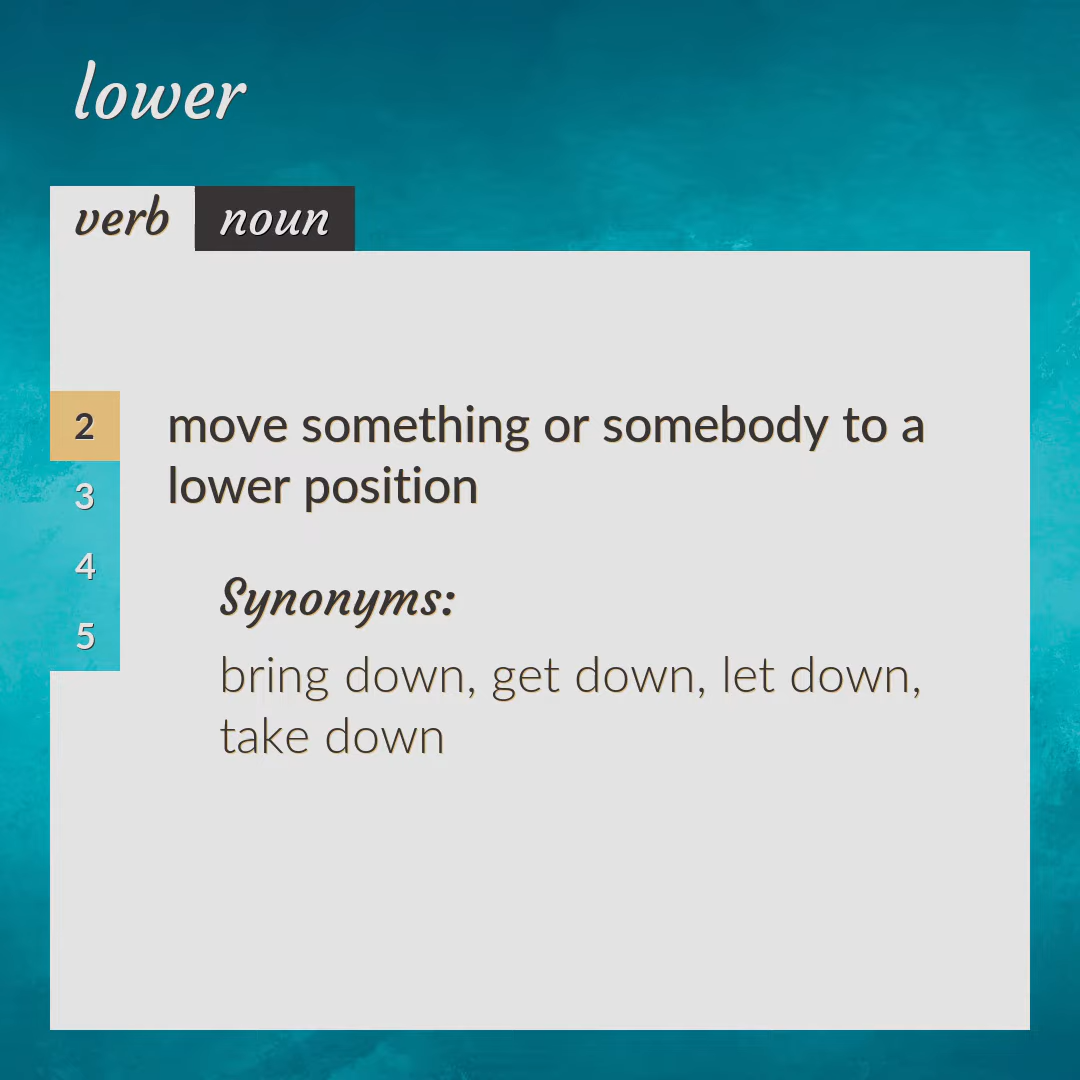 lower
verb noun
2 move something or somebody to a
lower position
3
4
5
Synonyms:
bring down, get down, let down,
take down